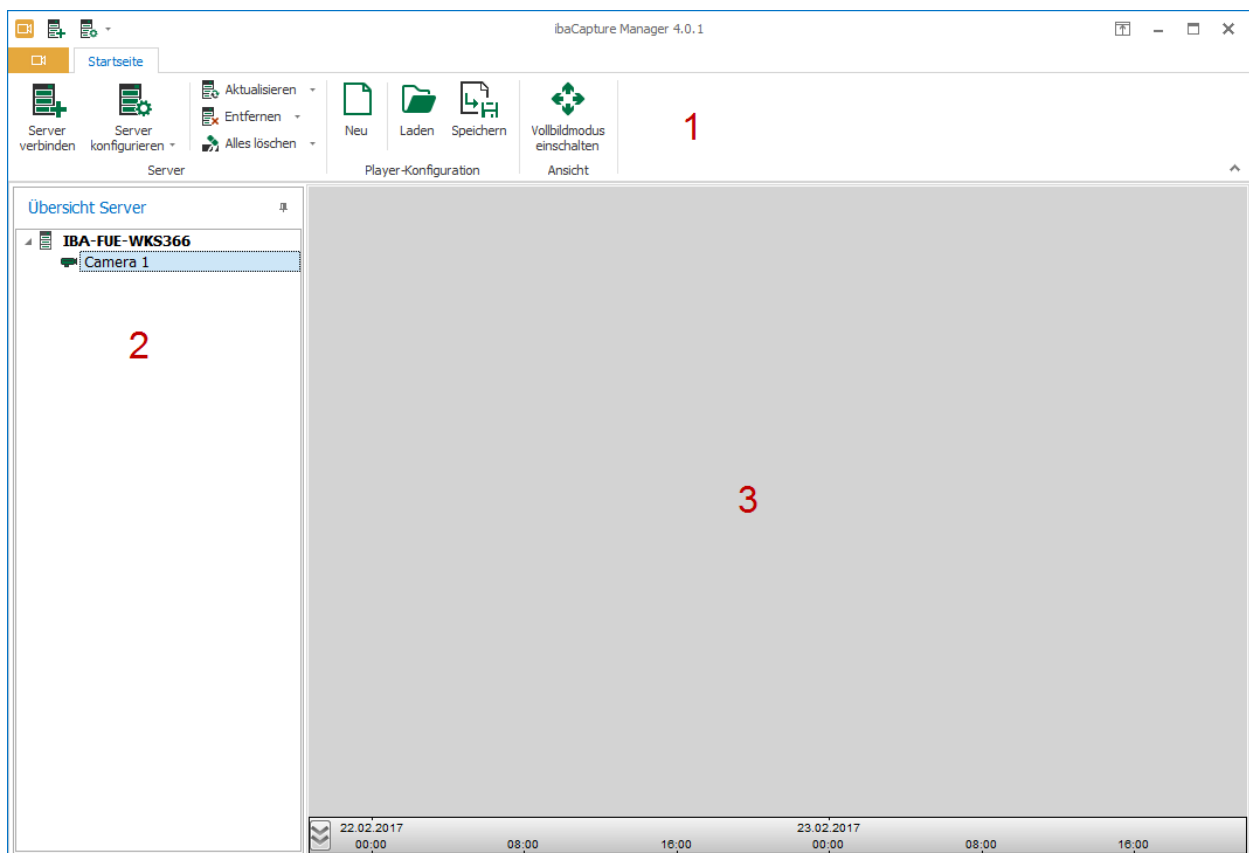 ibaCapture Manager 4.0.1
Startseite
Server verbinden
Server konfigurieren
Aktualisieren
Entfernen
Alles löschen
Server
Neu
Laden
Speichern
Player-Konfiguration
Vollbildmodus einschalten
Ansicht
1
Übersicht Server
IBA-FUE-WKS366
Camera 1
2
3
22.02.2017 23.02.2017
00:00 08:00 16:00 00:00 08:00 16:00